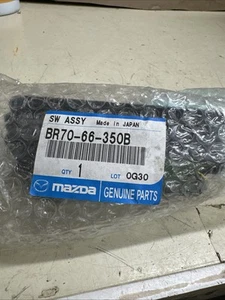 SW ASSY Made in JAPAN
BR70-66-350B
QTY 1 LOT 0G30
mazda GENUINE PARTS